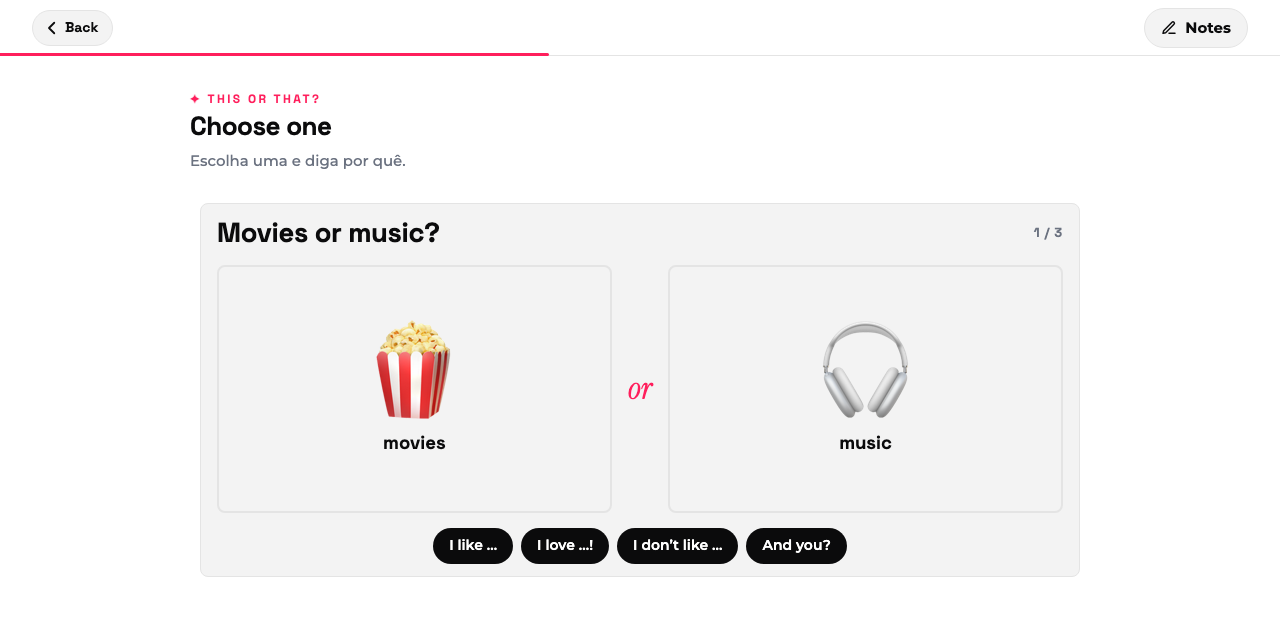 Back
Notes
✦ THIS OR THAT?
Choose one
Escolha uma e diga por quê.
Movies or music?
1 / 3
movies
or
music
I like ...
I love ...!
I don't like ...
And you?